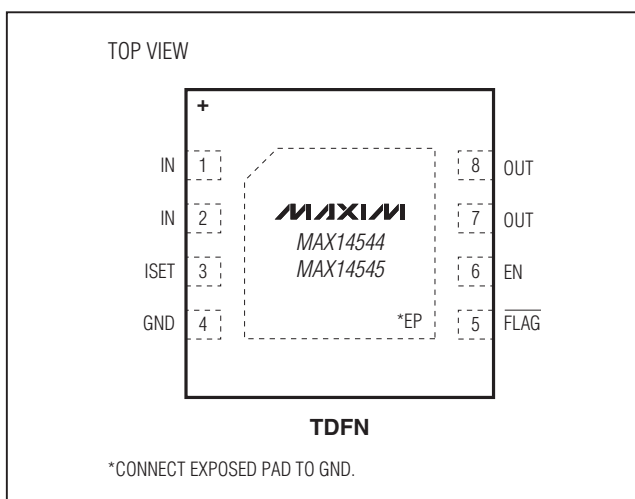 TOP VIEW
+
IN 1 8 OUT
IN 2 MAXIM 7 OUT
MAX14544
ISET 3 MAX14545 6 EN
GND 4 *EP 5 FLAG
TDFN
*CONNECT EXPOSED PAD TO GND.